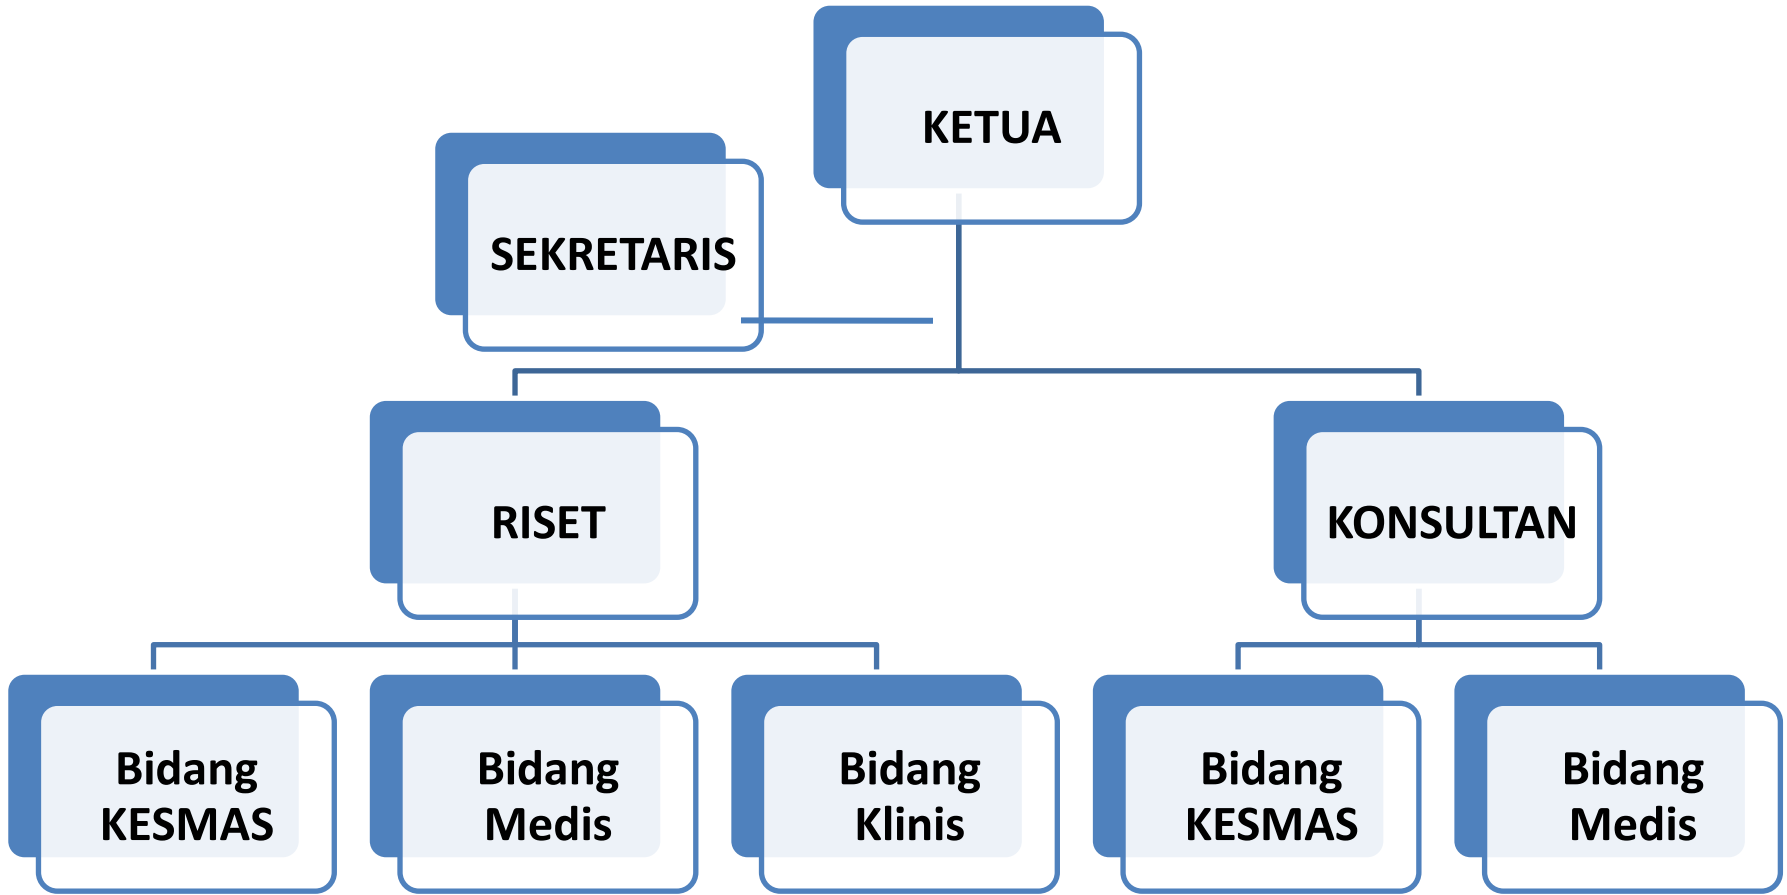 KETUA
SEKRETARIS
RISET
KONSULTAN
Bidang
KESMAS
Bidang
Medis
Bidang
Klinis
Bidang
KESMAS
Bidang
Medis